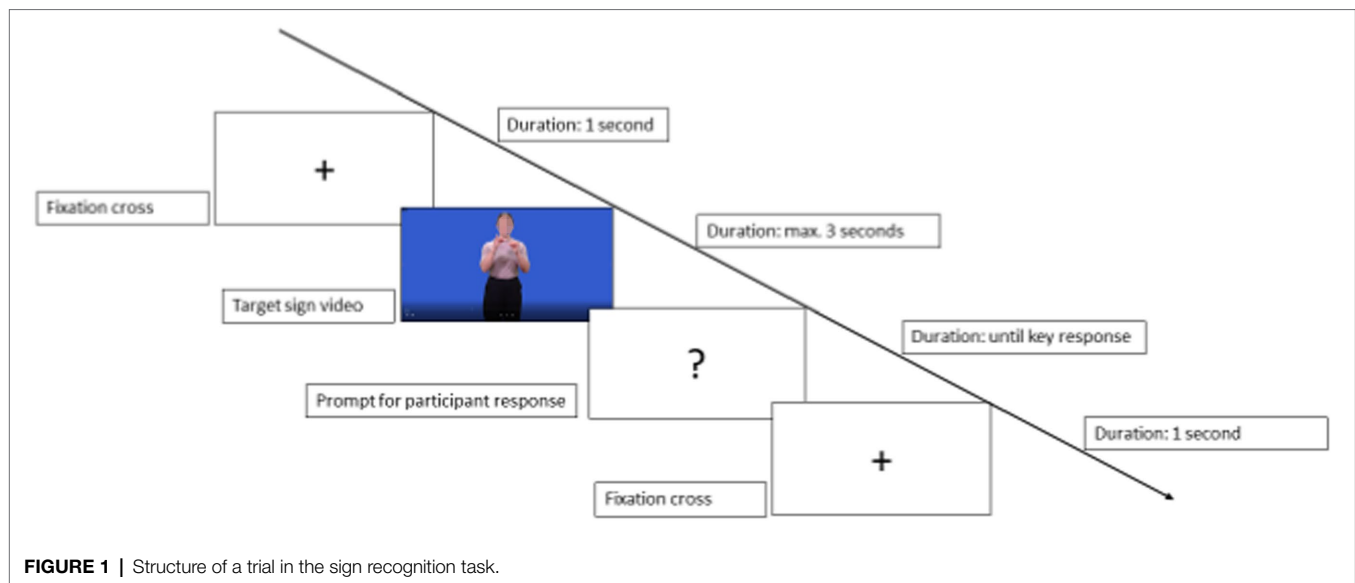 Duration: 1 second
+
Fixation cross
Duration: max. 3 seconds
Target sign video
Duration: until key response
?
Prompt for participant response
Duration: 1 second
+
Fixation cross
FIGURE 1 | Structure of a trial in the sign recognition task.